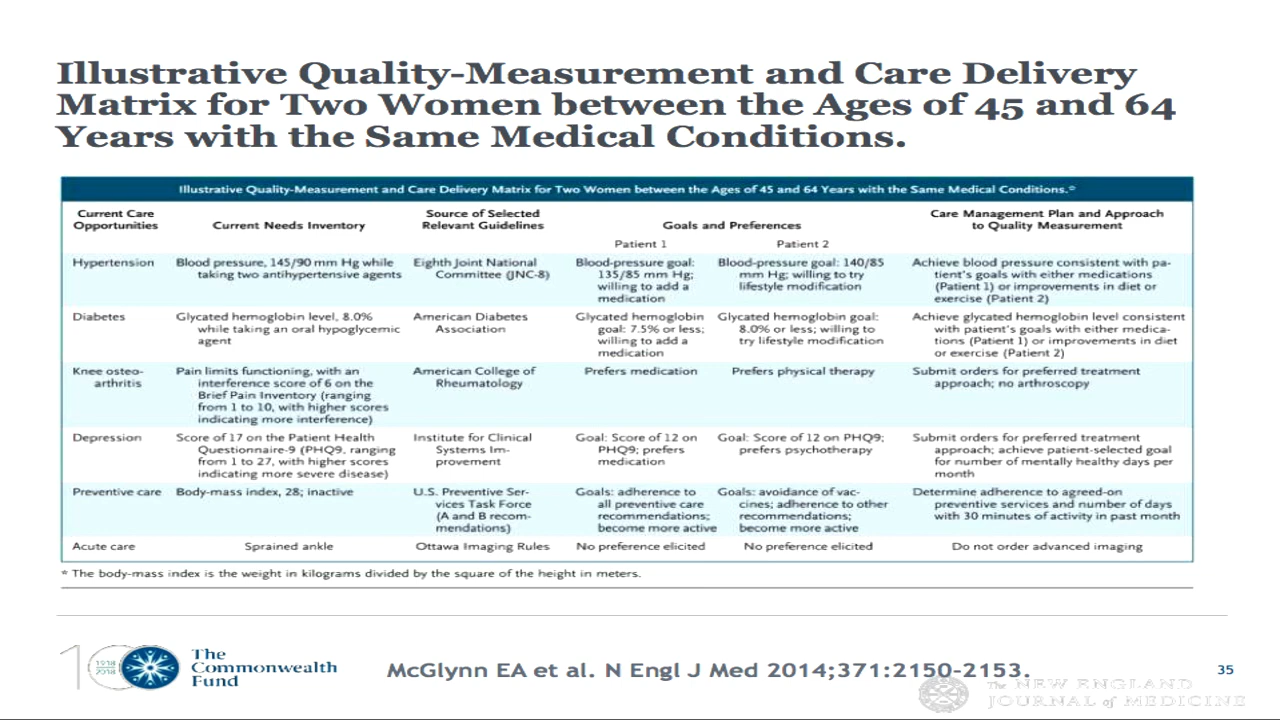 Illustrative Quality-Measurement and Care Delivery
Matrix for Two Women between the Ages of 45 and 64
Years with the Same Medical Conditions.
Illustrative Quality-Measurement and Care Delivery Matrix for Two Women between the Ages of 45 and 64 Years with the Same Medical Conditions.*
Current Care
Opportunities
Current Needs Inventory
Source of Selected
Relevant Guidelines
Goals and Preferences
Care Management Plan and Approach
to Quality Measurement
Patient 1
Patient 2
Hypertension
Blood pressure, 145/90 mm Hg while
taking two antihypertensive agents
Eighth Joint National
Committee (JNC-8)
Blood-pressure goal:
135/85 mm Hg;
willing to add a
medication
Blood-pressure goal: 140/85
mm Hg; willing to try
lifestyle modification
Achieve blood pressure consistent with pa-
tient's goals with either medications
(Patient 1) or improvements in diet or
exercise (Patient 2)
Diabetes
Glycated hemoglobin level, 8.0%
while taking an oral hypoglycemic
agent
American Diabetes
Association
Glycated hemoglobin
goal: 7.5% or less;
willing to add a
medication
Glycated hemoglobin goal:
8.0% or less; willing to
try lifestyle modification
Achieve glycated hemoglobin level consistent
with patient's goals with either medica-
tions (Patient 1) or improvements in diet
or exercise (Patient 2)
Knee osteo-
arthritis
Pain limits functioning, with an
interference score of 6 on the
Brief Pain Inventory (ranging
from 1 to 10, with higher scores
indicating more interference)
American College of
Rheumatology
Prefers medication
Prefers physical therapy
Submit orders for preferred treatment
approach; no arthroscopy
Depression
Score of 17 on the Patient Health
Questionnaire-9 (PHQ9, ranging
from 1 to 27, with higher scores
indicating more severe disease)
Institute for Clinical
Systems Im-
provement
Goal: Score of 12 on
PHQ9; prefers
medication
Goal: Score of 12 on PHQ9;
prefers psychotherapy
Submit orders for preferred treatment
approach; achieve patient-selected goal
for number of mentally healthy days per
month
Preventive care
Body-mass index, 28; inactive
U.S. Preventive Ser-
vices Task Force
(A and B recom-
mendations)
Goals: adherence to
all preventive care
recommendations;
become more active
Goals: avoidance of vac-
cines; adherence to other
recommendations;
become more active
Determine adherence to agreed-on
preventive services and number of days
with 30 minutes of activity in past month
Acute care
Sprained ankle
Ottawa Imaging Rules
No preference elicited
No preference elicited
Do not order advanced imaging
* The body-mass index is the weight in kilograms divided by the square of the height in meters.
100
1918
2018
The
Commonwealth
Fund
McGlynn EA et al. N Engl J Med 2014;371:2150-2153.
The NEW ENGLAND
JOURNAL of MEDICINE
35